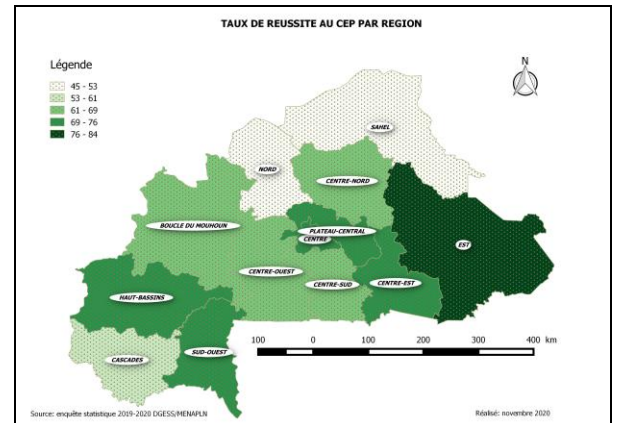 TAUX DE REUSSITE AU CEP PAR REGION
Légende
45 - 53
53 - 61
61 - 69
69 - 76
76 - 84
N
SAHEL
NORD
CENTRE-NORD
BOUCLE DU MOUHOUN
PLATEAU-CENTRAL
CENTRE
EST
CENTRE-OUEST
CENTRE-SUD
CENTRE-EST
HAUT-BASSINS
SUD-OUEST
CASCADES
100 0 100 200 300 400 km
Source: enquête statistique 2019-2020 DGESS/MENAPLN
Réalisé: novembre 2020